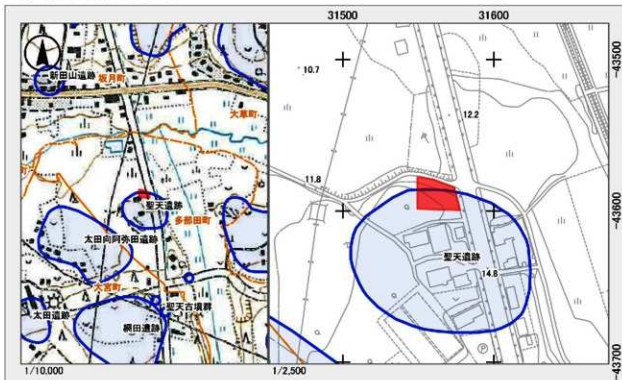 新田山遺跡
坂月町
大草町
聖天遺跡
多部田町
太田向阿弥田遺跡
大宮町
太田遺跡
聖天古墳群
網田遺跡
1/10,000
31500
31600
10.7
-43500
12.2
11.8
-43600
聖天遺跡
14.8
-43700
1/2,500